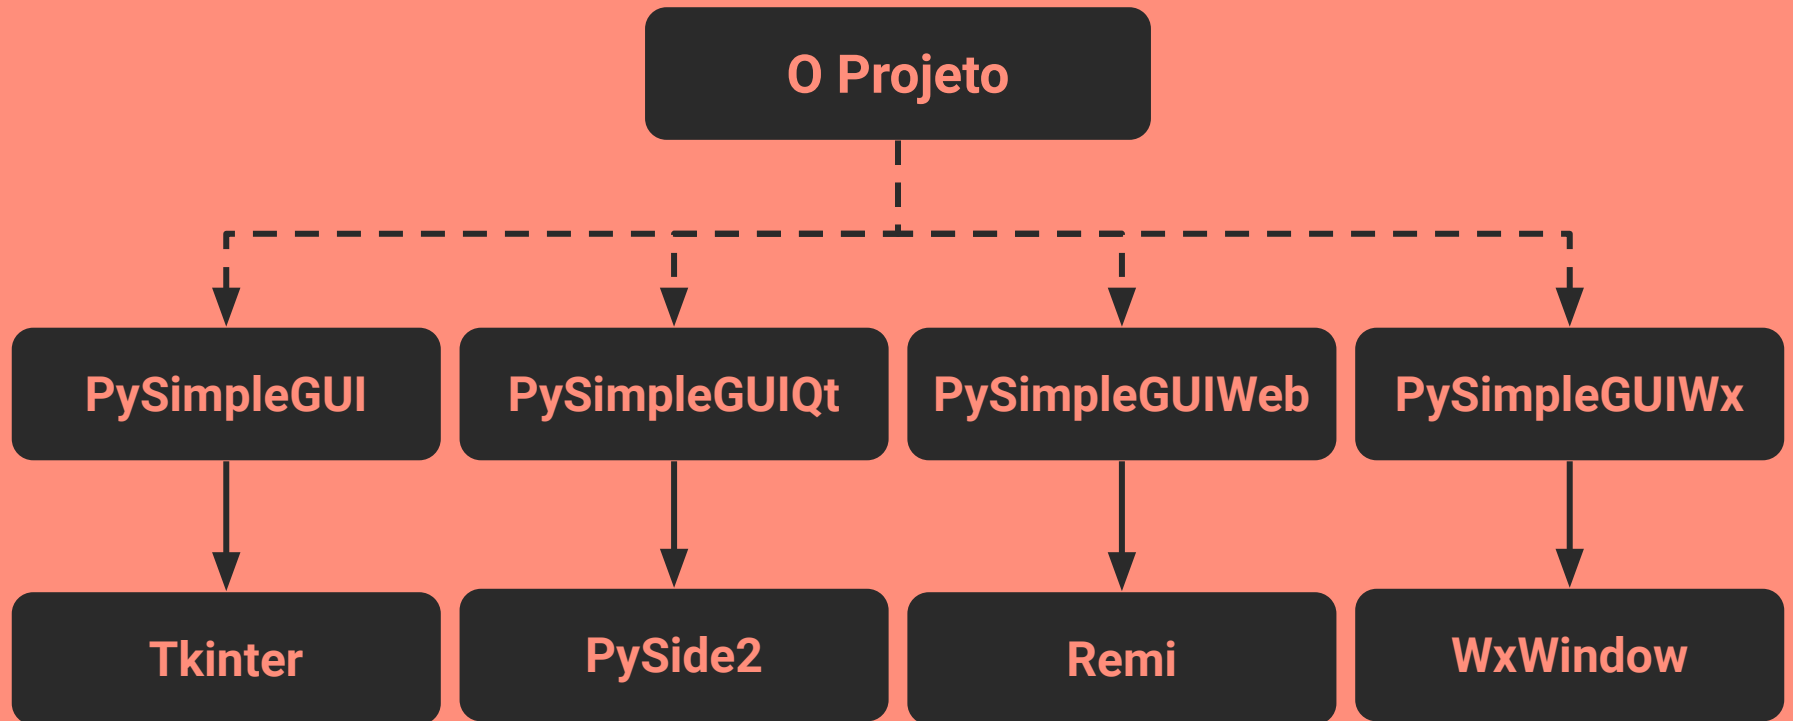 O Projeto
PySimpleGUI
PySimpleGUIQt
PySimpleGUIWeb
PySimpleGUIWx
Tkinter
PySide2
Remi
WxWindow